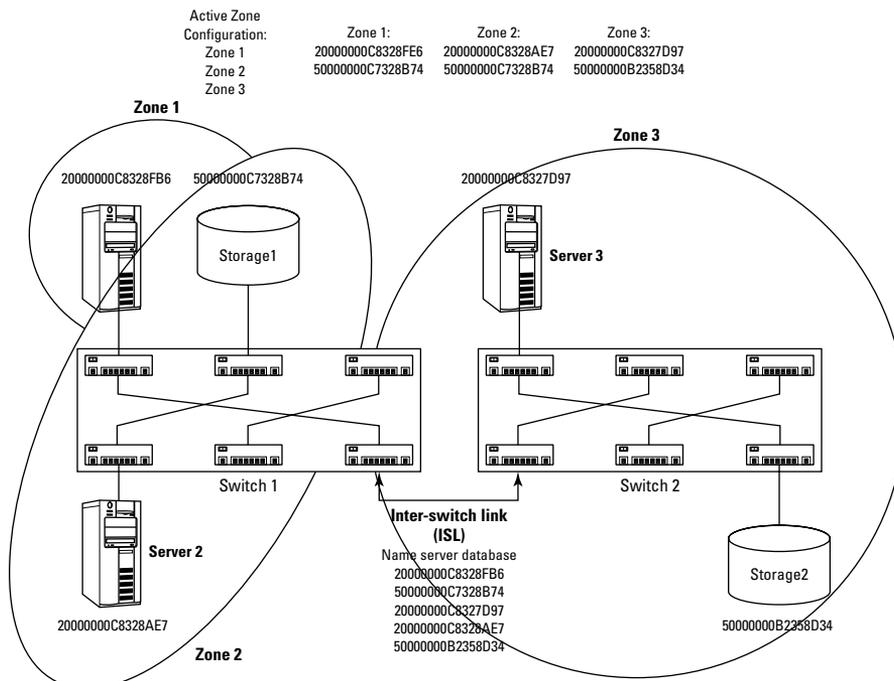 Active Zone
Configuration:
Zone 1
Zone 2
Zone 3
Zone 1:
20000000C8328FE6
50000000C7328B74
Zone 2:
20000000C8328AE7
50000000C7328B74
Zone 3:
20000000C8327D97
50000000B2358D34
Zone 1
Zone 3
20000000C8328FB6
50000000C7328B74
20000000C8327D97
Storage1
Server 3
Switch 1
Switch 2
Inter-switch link
(ISL)
Name server database
20000000C8328FB6
50000000C7328B74
20000000C8327D97
20000000C8328AE7
50000000B2358D34
Server 2
20000000C8328AE7
Zone 2
Storage2
50000000B2358D34